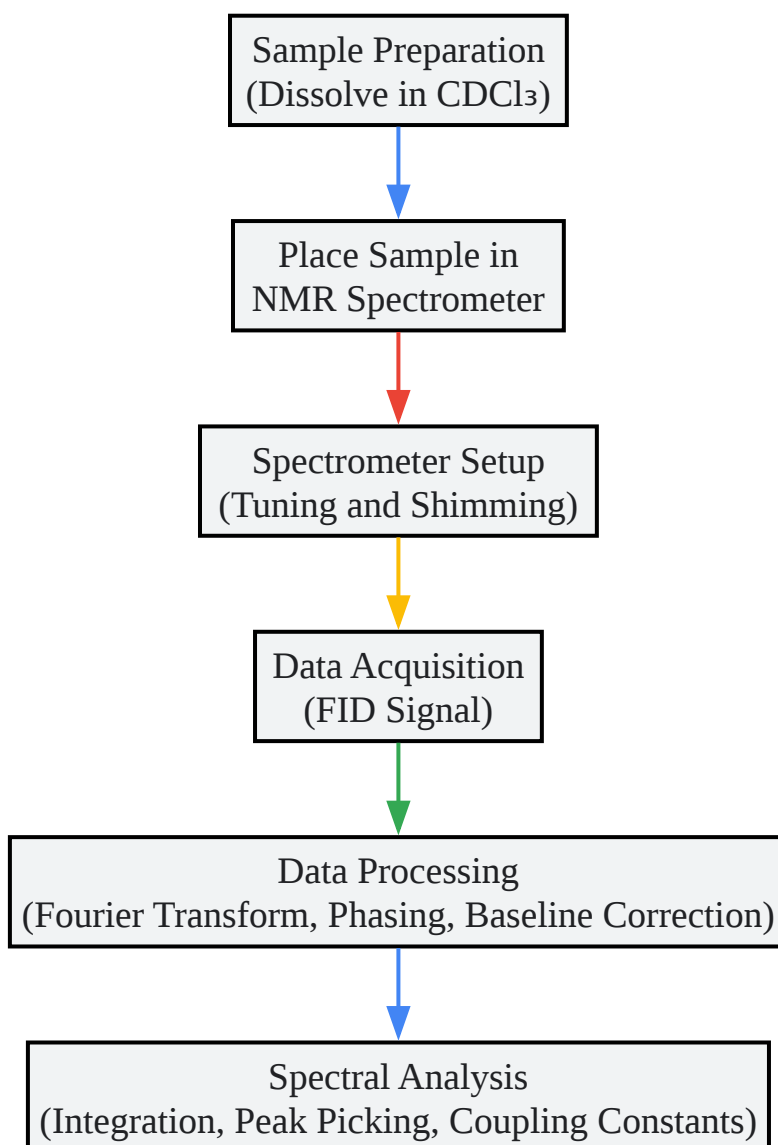 Sample Preparation
(Dissolve in CDCl₃)
Place Sample in
NMR Spectrometer
Spectrometer Setup
(Tuning and Shimming)
Data Acquisition
(FID Signal)
Data Processing
(Fourier Transform, Phasing, Baseline Correction)
Spectral Analysis
(Integration, Peak Picking, Coupling Constants)